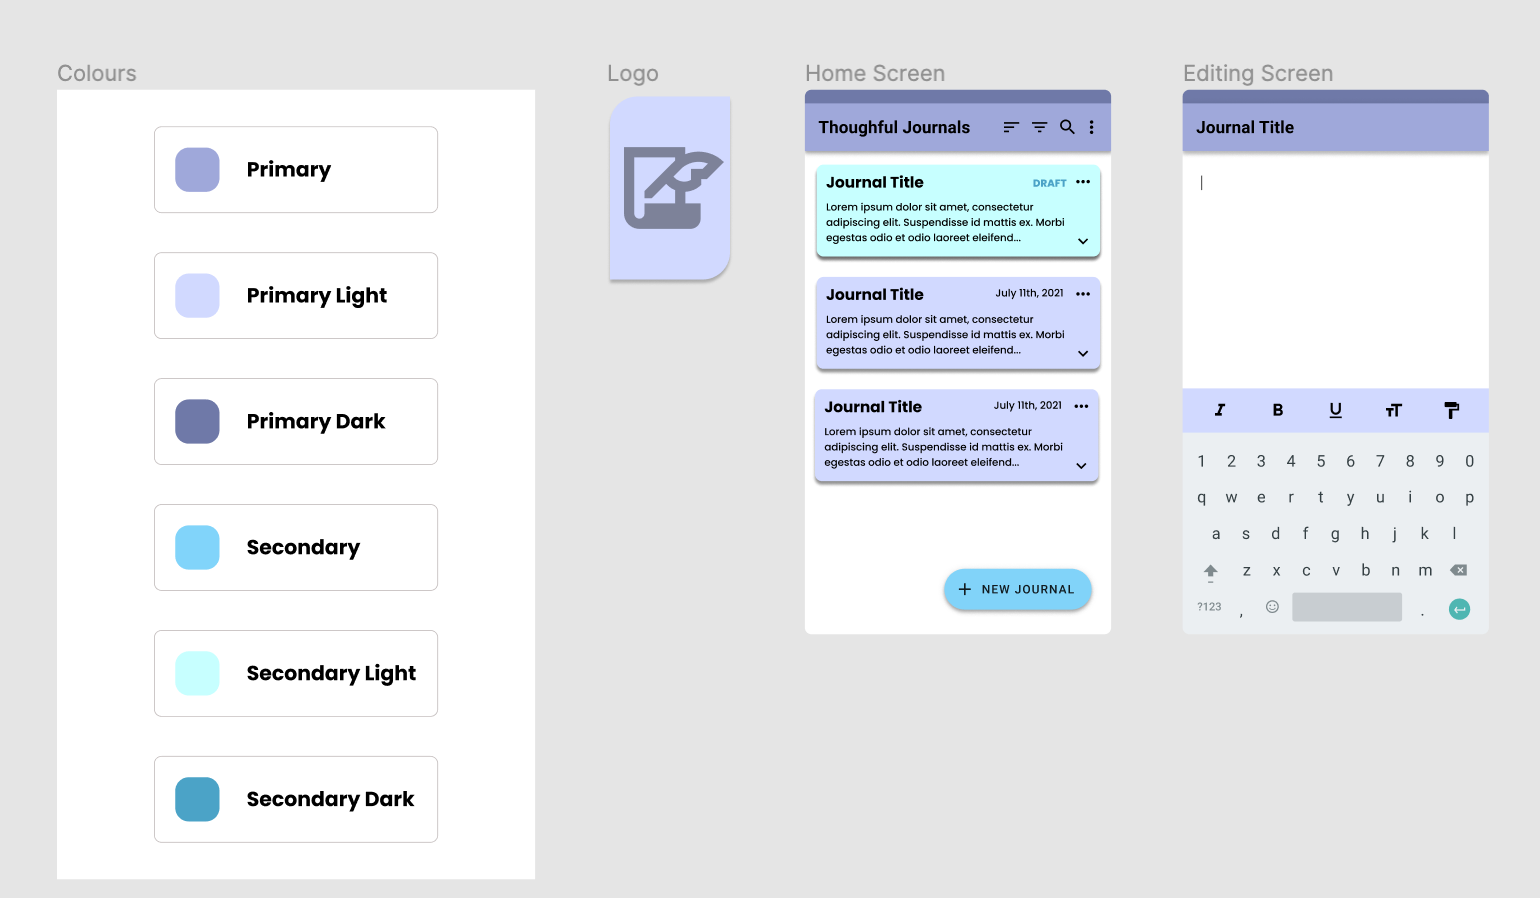 Colours
Primary
Primary Light
Primary Dark
Secondary
Secondary Light
Secondary Dark
Logo
Home Screen
Thoughful Journals
Journal Title
DRAFT
Lorem ipsum dolor sit amet, consectetur
adipiscing elit. Suspendisse id mattis ex. Morbi
egestas odio et odio laoreet eleifend...
Journal Title
July 11th, 2021
Lorem ipsum dolor sit amet, consectetur
adipiscing elit. Suspendisse id mattis ex. Morbi
egestas odio et odio laoreet eleifend...
Journal Title
July 11th, 2021
Lorem ipsum dolor sit amet, consectetur
adipiscing elit. Suspendisse id mattis ex. Morbi
egestas odio et odio laoreet eleifend...
+ NEW JOURNAL
Editing Screen
Journal Title
I B U TT
1 2 3 4 5 6 7 8 9 0
q w e r t y u i o p
a s d f g h j k l
z x c v b n m
?123 , .